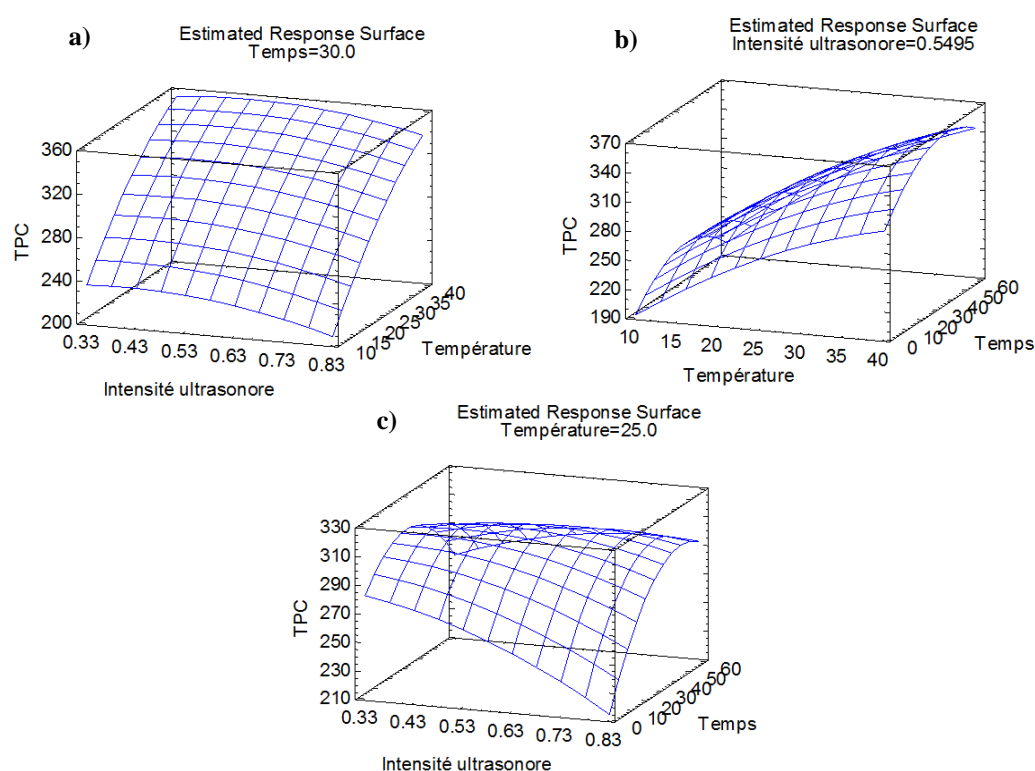 a)
Estimated Response Surface
Temps=30.0
360
320
280
240
200
TPC
0.33 0.43 0.53 0.63 0.73 0.83
Intensité ultrasonore
10 15 20 25 30 35 40
Température
b)
Estimated Response Surface
Intensité ultrasonore=0.5495
370
340
310
280
250
220
190
TPC
10 15 20 25 30 35 40
Température
0 10 20 30 40 50 60
Temps
c)
Estimated Response Surface
Température=25.0
330
310
290
270
250
230
210
TPC
0.33 0.43 0.53 0.63 0.73 0.83
Intensité ultrasonore
0 10 20 30 40 50 60
Temps